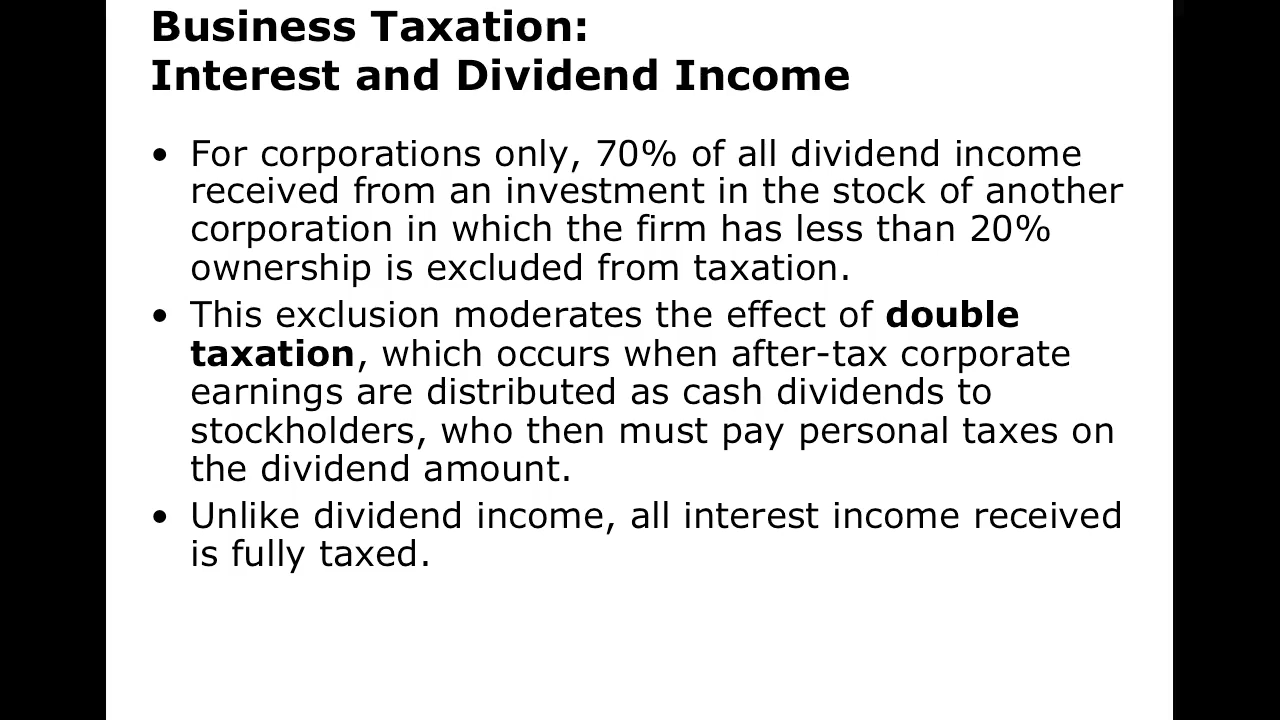 Business Taxation:
Interest and Dividend Income
• For corporations only, 70% of all dividend income
received from an investment in the stock of another
corporation in which the firm has less than 20%
ownership is excluded from taxation.
• This exclusion moderates the effect of double
taxation, which occurs when after-tax corporate
earnings are distributed as cash dividends to
stockholders, who then must pay personal taxes on
the dividend amount.
• Unlike dividend income, all interest income received
is fully taxed.